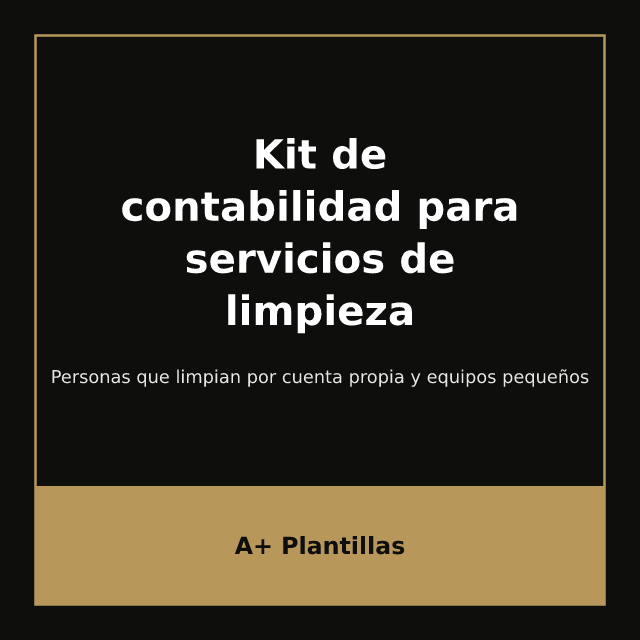 Kit de
contabilidad para
servicios de
limpieza
Personas que limpian por cuenta propia y equipos pequeños
A+ Plantillas